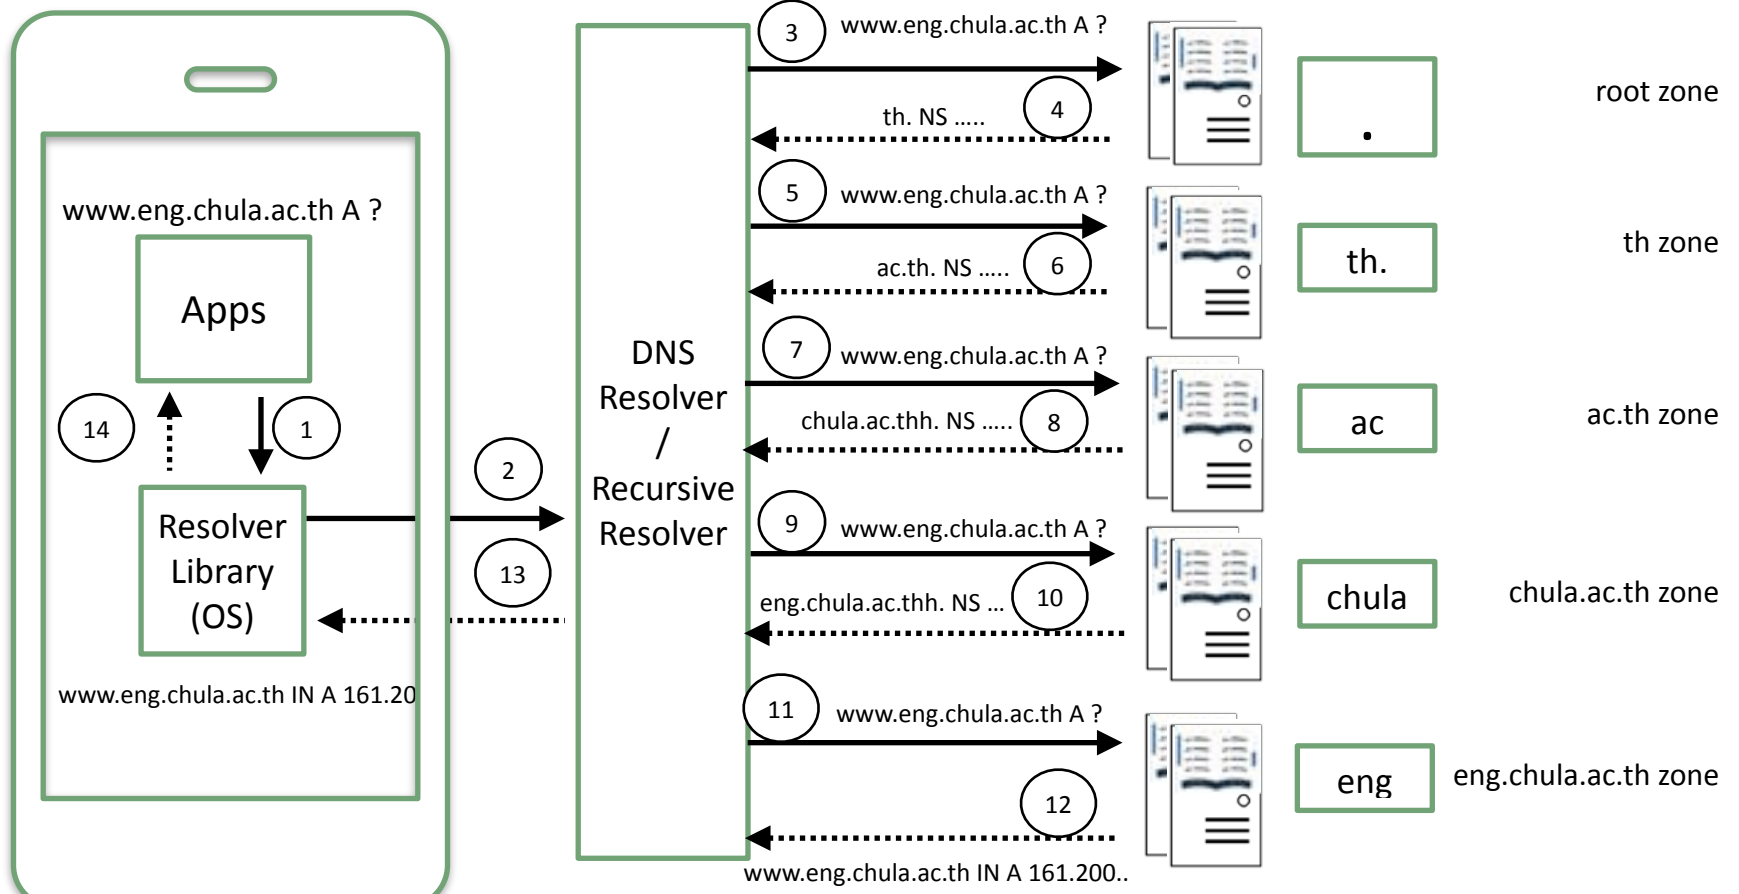 www.eng.chula.ac.th A ?
Apps
14
1
Resolver
Library
(OS)
www.eng.chula.ac.th IN A 161.20
2
13
DNS
Resolver
/
Recursive
Resolver
3
www.eng.chula.ac.th A ?
th. NS .....
4
.
root zone
5
www.eng.chula.ac.th A ?
ac.th. NS .....
6
th.
th zone
7
www.eng.chula.ac.th A ?
chula.ac.thh. NS .....
8
ac
ac.th zone
9
www.eng.chula.ac.th A ?
eng.chula.ac.thh. NS ...
10
chula
chula.ac.th zone
11
www.eng.chula.ac.th A ?
12
www.eng.chula.ac.th IN A 161.200..
eng
eng.chula.ac.th zone